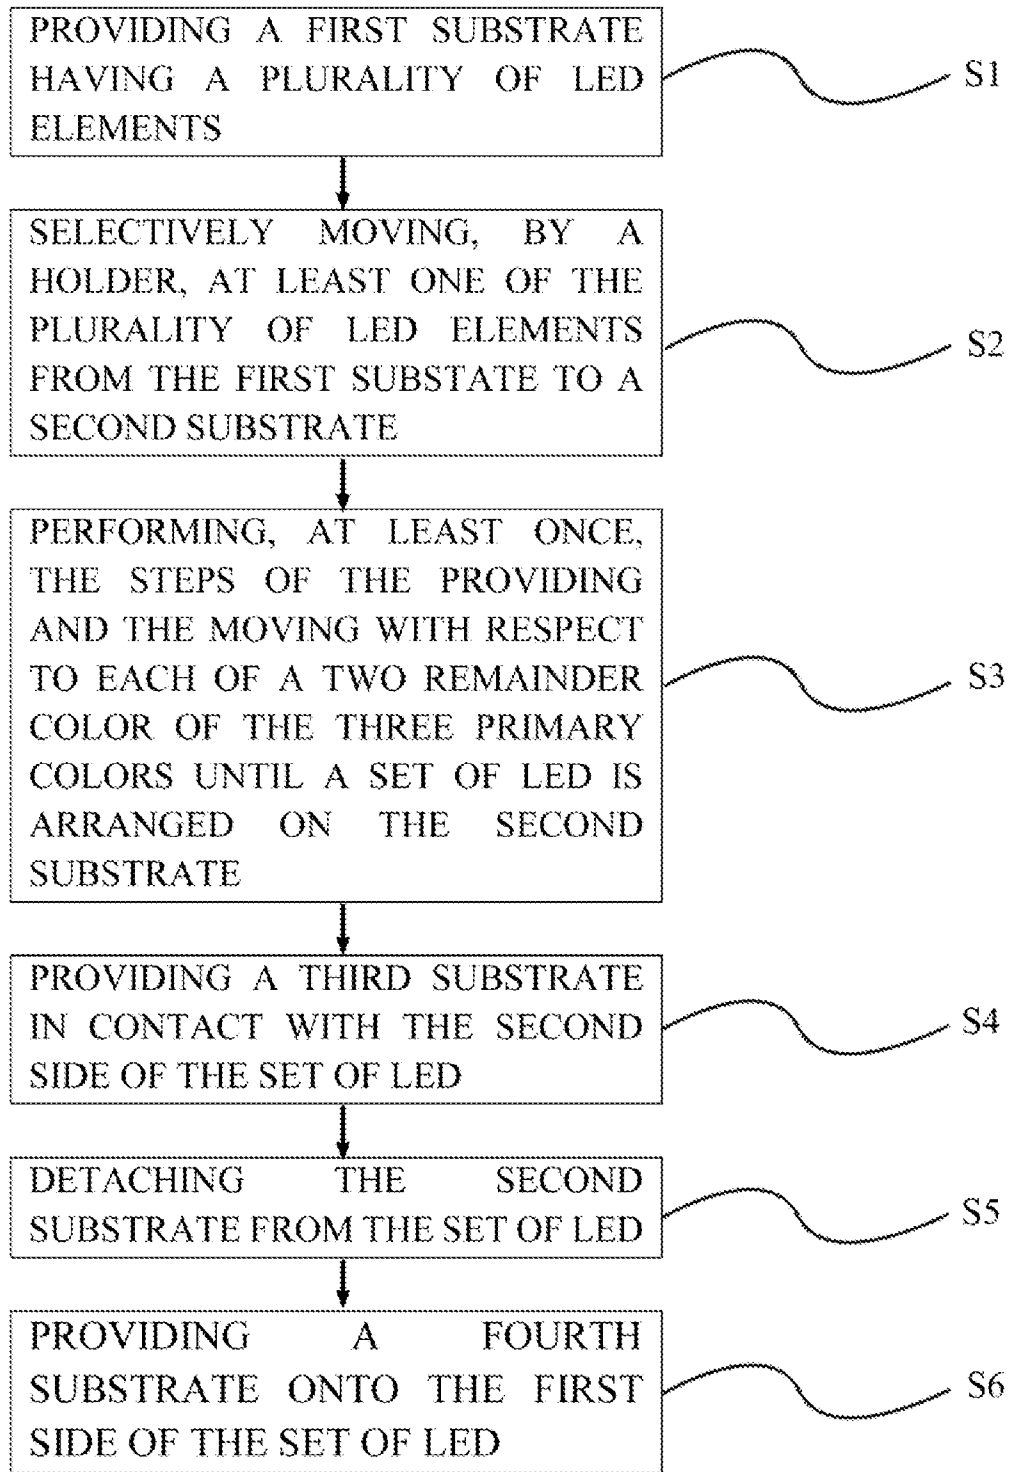 PROVIDING A FIRST SUBSTRATE
HAVING A PLURALITY OF LED
ELEMENTS
S1
SELECTIVELY MOVING, BY A
HOLDER, AT LEAST ONE OF THE
PLURALITY OF LED ELEMENTS
FROM THE FIRST SUBSTATE TO A
SECOND SUBSTRATE
S2
PERFORMING, AT LEAST ONCE,
THE STEPS OF THE PROVIDING
AND THE MOVING WITH RESPECT
TO EACH OF A TWO REMAINDER
COLOR OF THE THREE PRIMARY
COLORS UNTIL A SET OF LED IS
ARRANGED ON THE SECOND
SUBSTRATE
S3
PROVIDING A THIRD SUBSTRATE
IN CONTACT WITH THE SECOND
SIDE OF THE SET OF LED
S4
DETACHING THE SECOND
SUBSTRATE FROM THE SET OF LED
S5
PROVIDING A FOURTH
SUBSTRATE ONTO THE FIRST
SIDE OF THE SET OF LED
S6